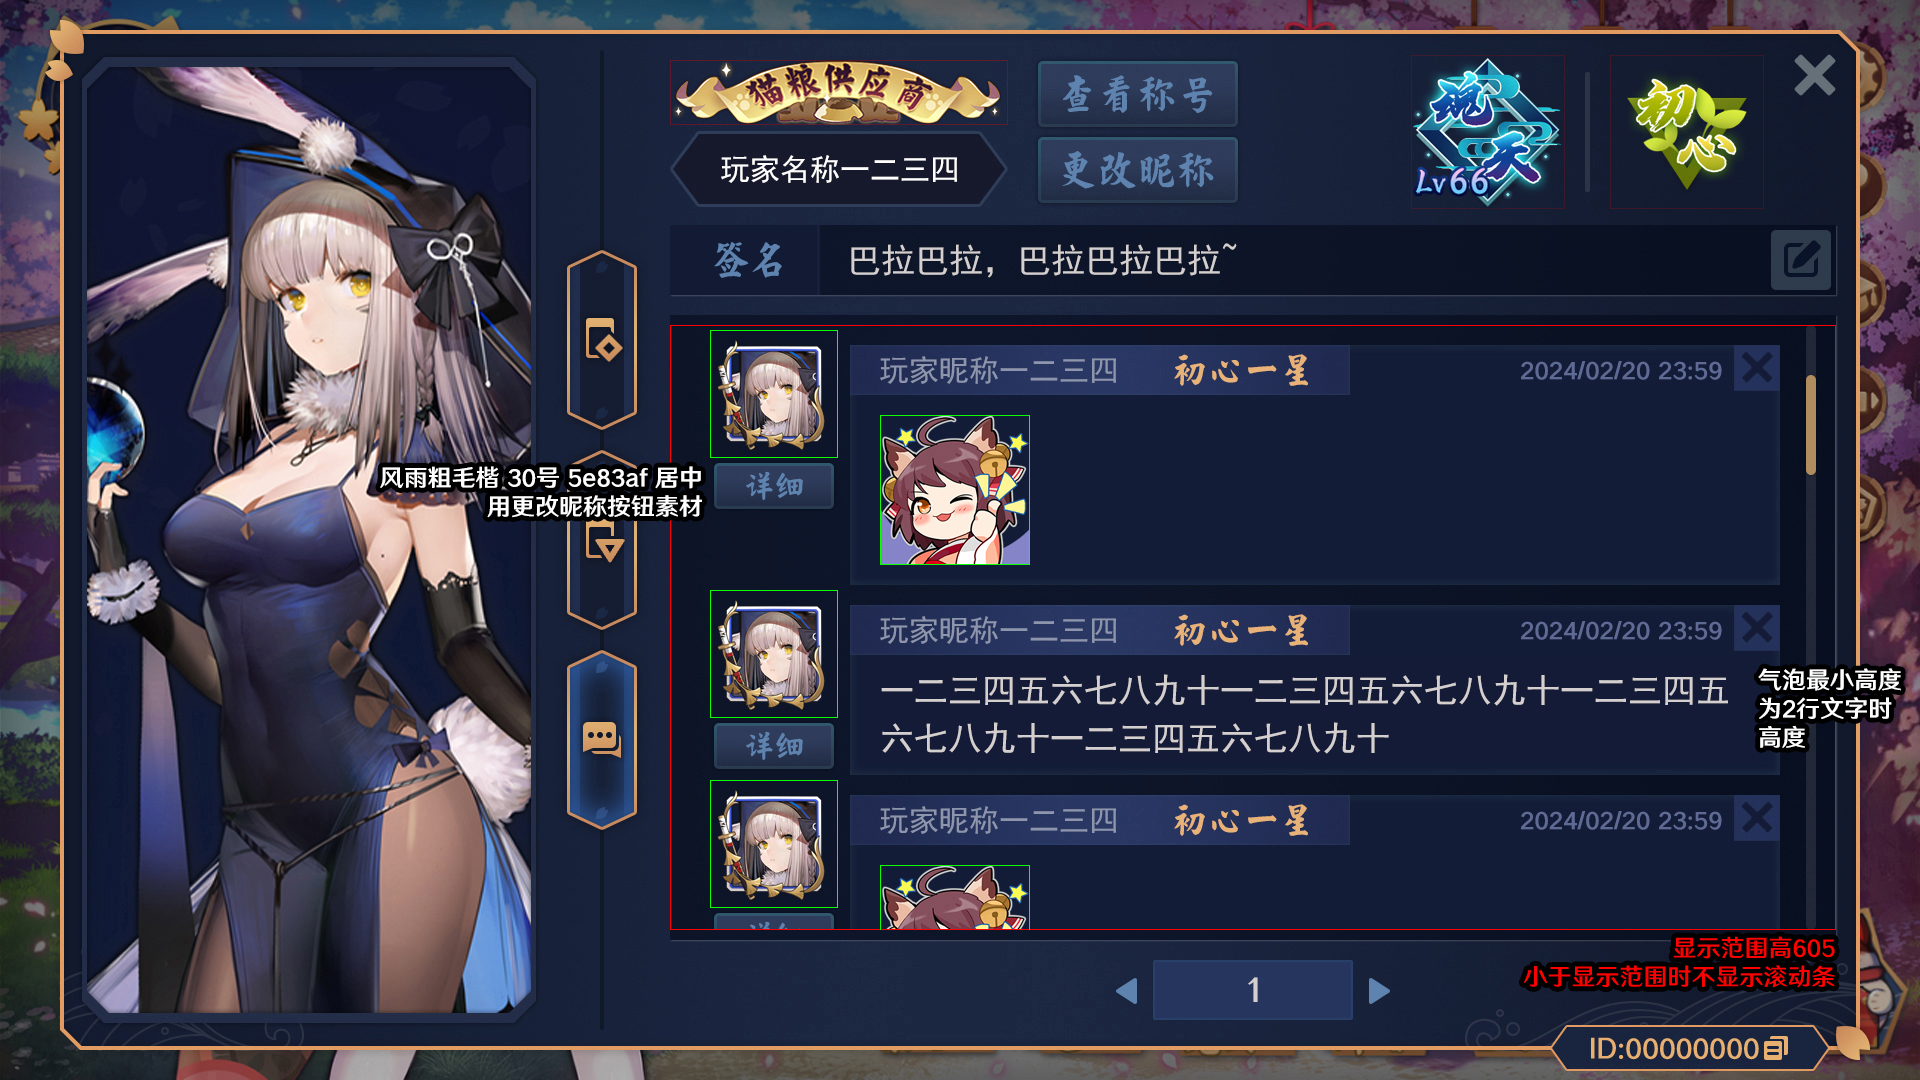 猫粮供应商
玩家名称一二三四
查看称号
更改昵称
魂天
Lv66
初心
签名
巴拉巴拉，巴拉巴拉巴拉~
玩家昵称一二三四 初心一星 2024/02/20 23:59
详细
风雨粗毛楷 30号 5e83af 居中
用更改昵称按钮素材
玩家昵称一二三四 初心一星 2024/02/20 23:59
一二三四五六七八九十一二三四五六七八九十一二三四五
六七八九十一二三四五六七八九十
详细
气泡最小高度
为2行文字时
高度
玩家昵称一二三四 初心一星 2024/02/20 23:59
详细
显示范围高605
小于显示范围时不显示滚动条
1
ID:00000000